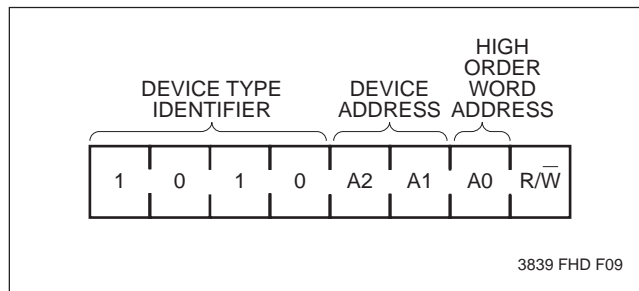 HIGH
ORDER
WORD
ADDRESS
DEVICE TYPE
IDENTIFIER
DEVICE
ADDRESS
1 0 1 0 A2 A1 A0 R/W̅
3839 FHD F09